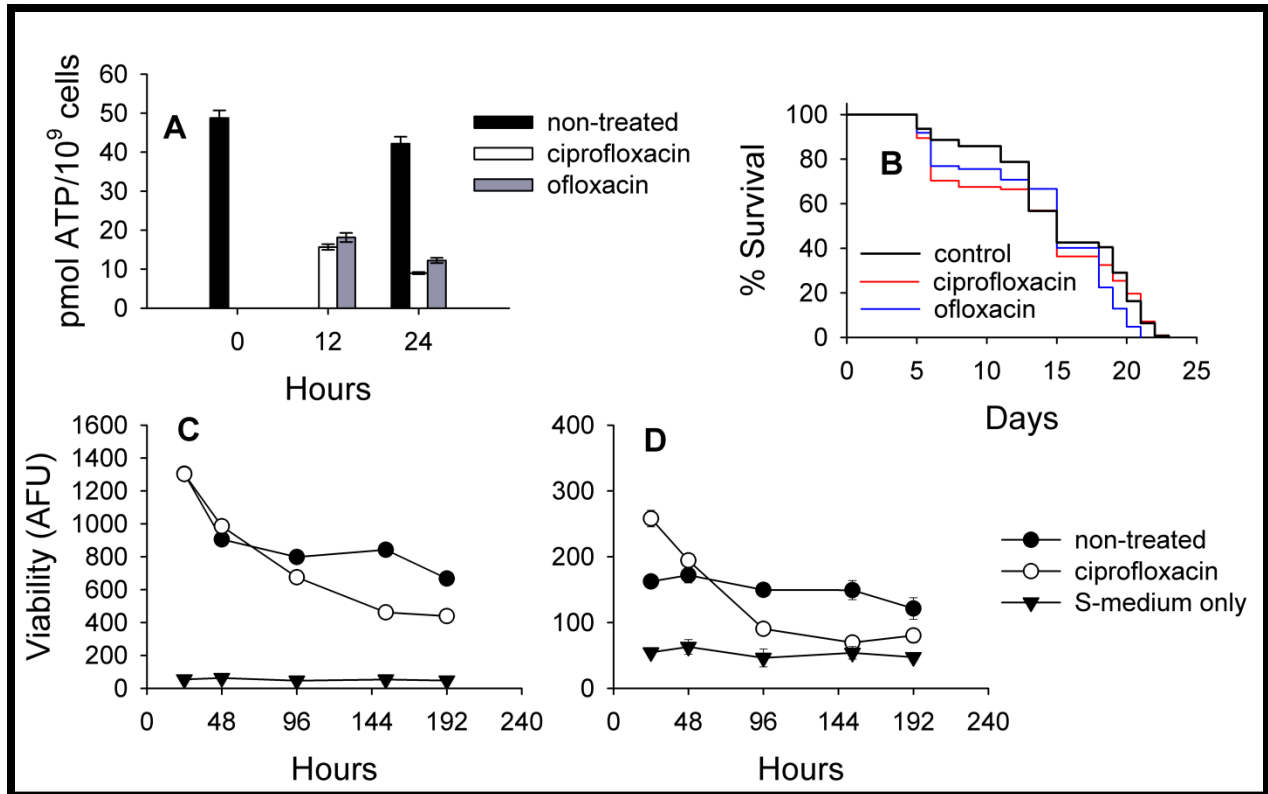 A
pmol ATP/10⁹ cells
60
50
40
30
20
10
0
0 12 24
Hours
non-treated
ciprofloxacin
ofloxacin
B
% Survival
100
80
60
40
20
0
0 5 10 15 20 25
Days
control
ciprofloxacin
ofloxacin
C
Viability (AFU)
1600
1400
1200
1000
800
600
400
200
0
0 48 96 144 192 240
Hours
D
400
300
200
100
0
0 48 96 144 192 240
Hours
non-treated
ciprofloxacin
S-medium only